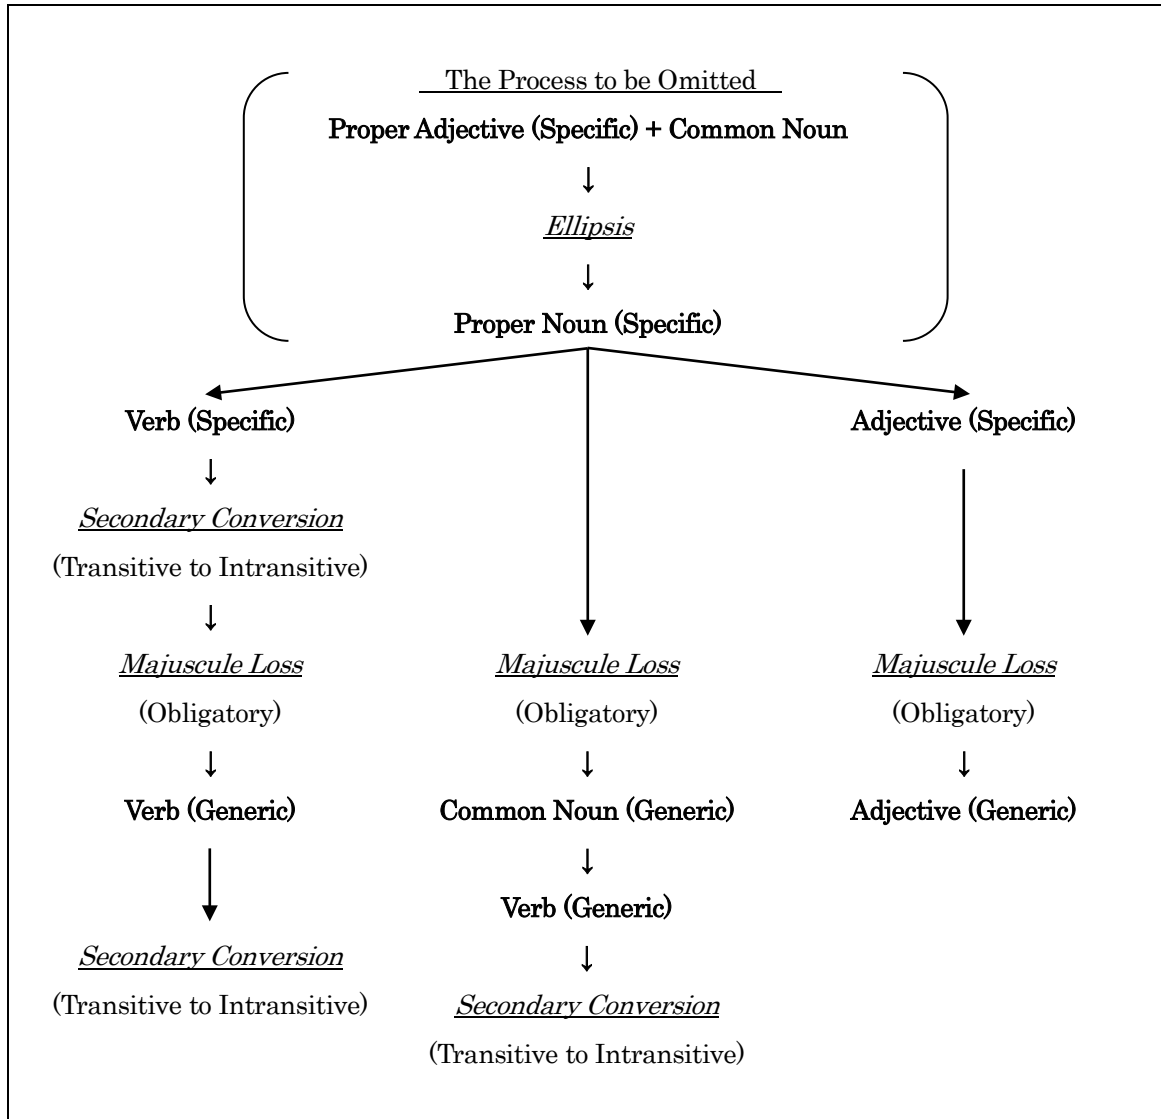 The Process to be Omitted
Proper Adjective (Specific) + Common Noun
↓
Ellipsis
↓
Proper Noun (Specific)
Verb (Specific)
↓
Secondary Conversion
(Transitive to Intransitive)
↓
Majuscule Loss
(Obligatory)
↓
Verb (Generic)
Secondary Conversion
(Transitive to Intransitive)
Majuscule Loss
(Obligatory)
↓
Common Noun (Generic)
↓
Verb (Generic)
↓
Secondary Conversion
(Transitive to Intransitive)
Adjective (Specific)
Majuscule Loss
(Obligatory)
↓
Adjective (Generic)